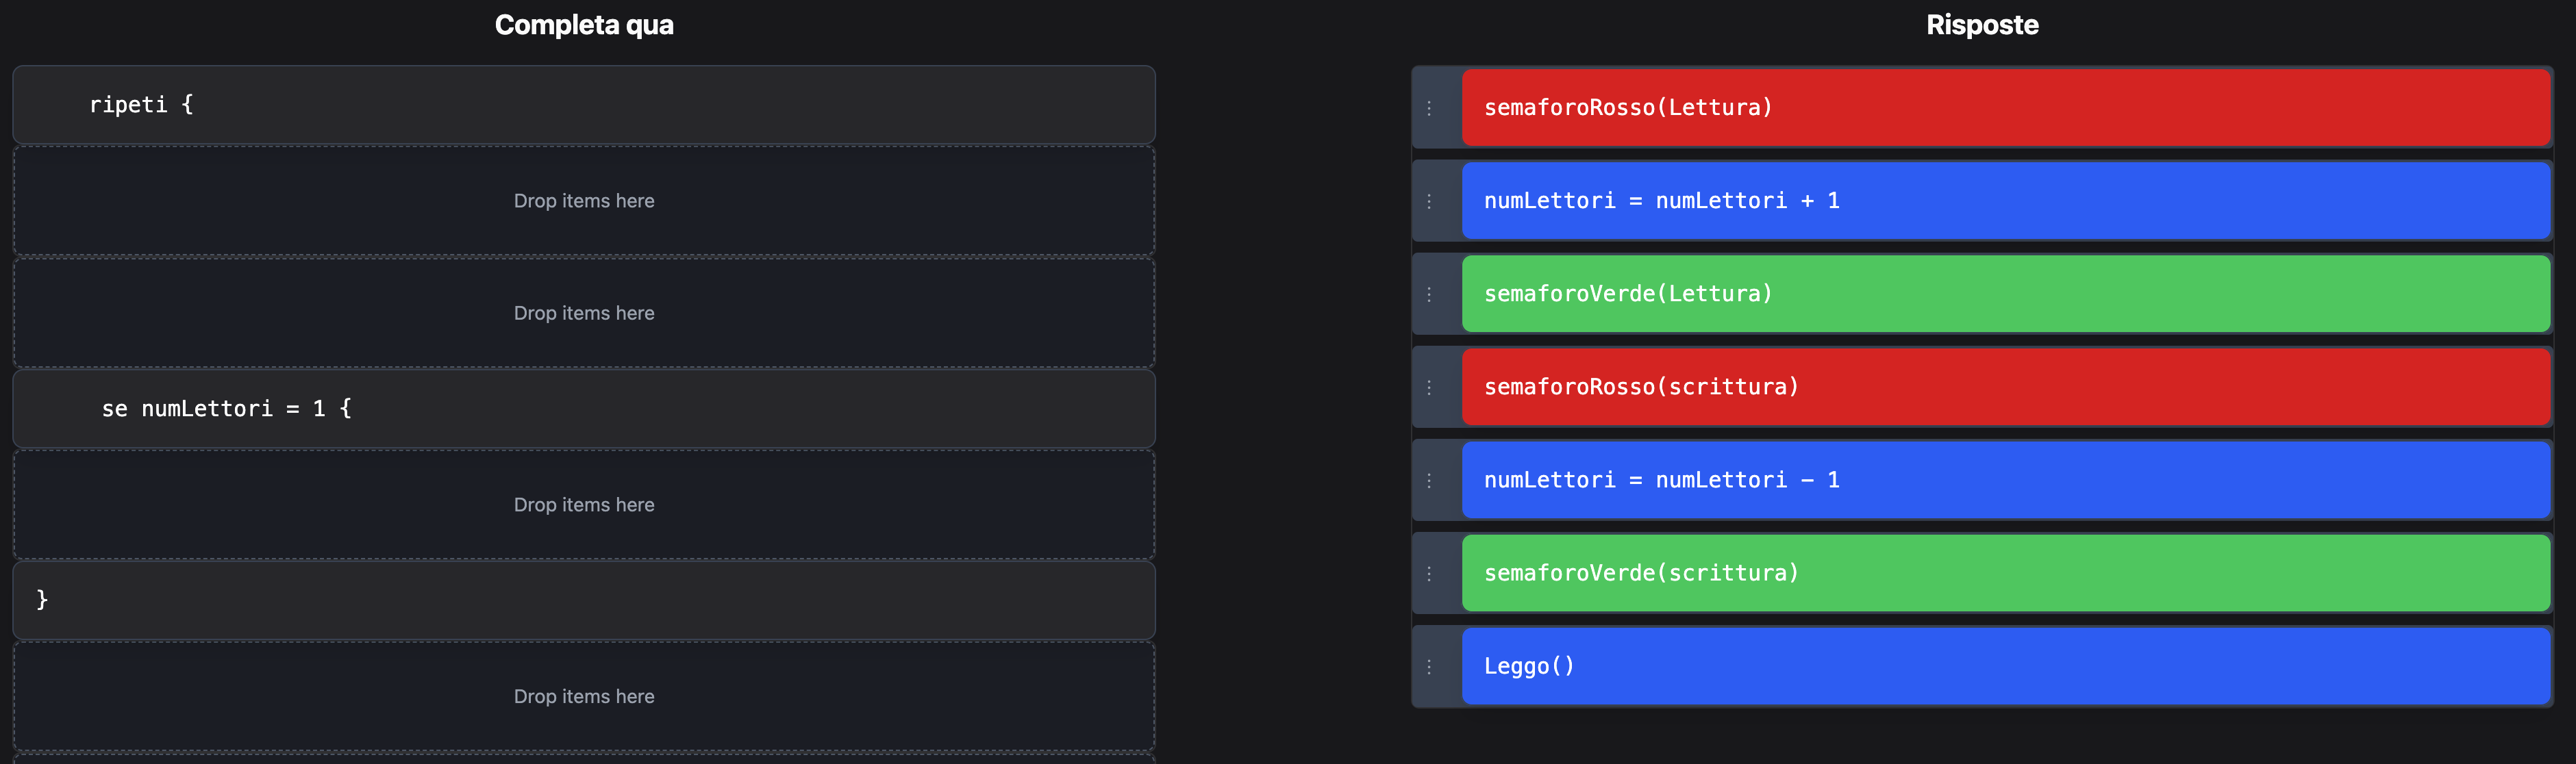 Completa qua
ripeti {
Drop items here
Drop items here
se numLettori = 1 {
Drop items here
}
Drop items here
Risposte
semaforoRosso(Lettura)
numLettori = numLettori + 1
semaforoVerde(Lettura)
semaforoRosso(scrittura)
numLettori = numLettori - 1
semaforoVerde(scrittura)
Leggo()